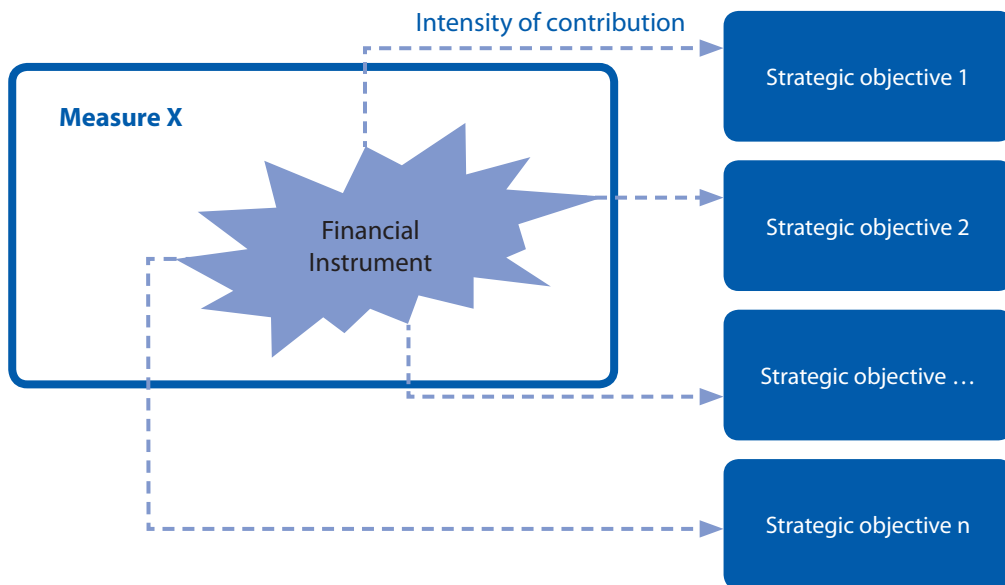 Intensity of contribution
Strategic objective 1
Measure X
Financial
Instrument
Strategic objective 2
Strategic objective …
Strategic objective n